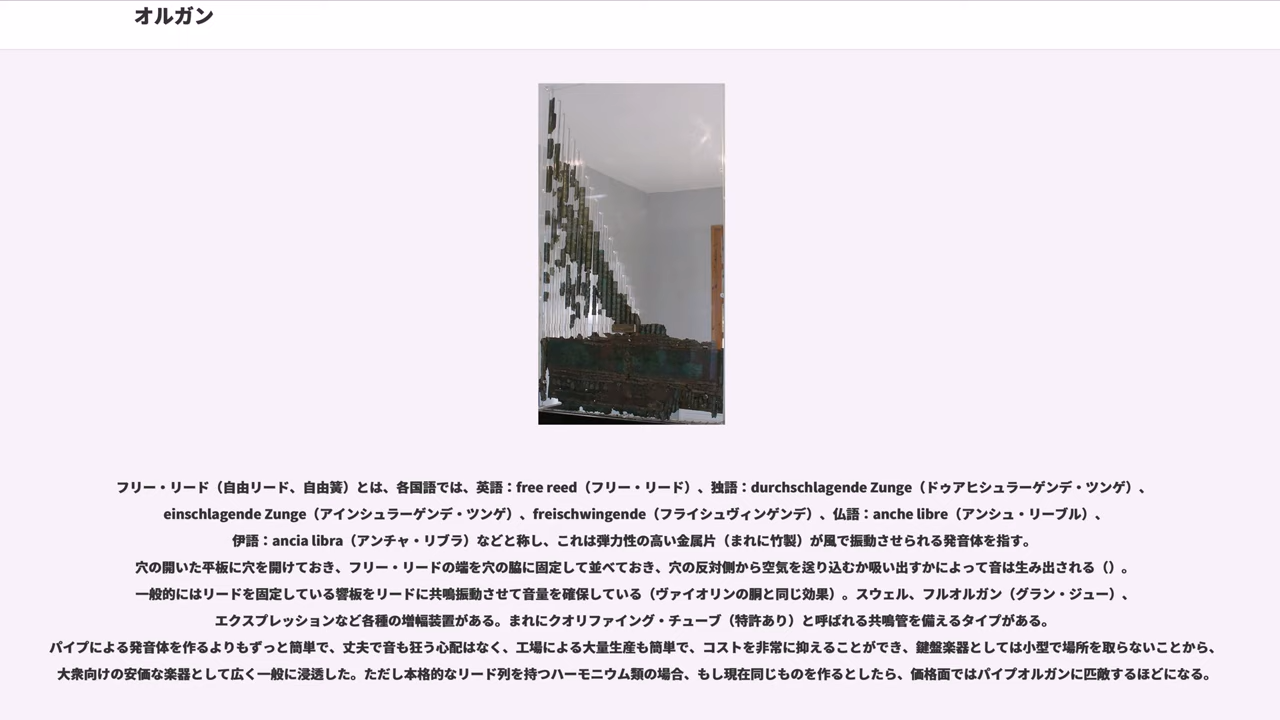 オルガン
フリー・リード（自由リード、自由簧）とは、各国語では、英語：free reed（フリー・リード）、独語：durchschlagende Zunge（ドゥアヒシュラーゲンデ・ツンゲ）、
einschlagende Zunge（アインシュラーゲンデ・ツンゲ）、freischwingende（フライシュヴィンゲンデ）、仏語：anche libre（アンシュ・リーブル）、
伊語：ancia libra（アンチャ・リブラ）などと称し、これは弾力性の高い金属片（まれに竹製）が風で振動させられる発音体を指す。
穴の開いた平板に穴を開けておき、フリー・リードの端を穴の脇に固定して並べておき、穴の反対側から空気を送り込むか吸い出すかによって音は生み出される（）。
一般的にはリードを固定している響板をリードに共鳴振動させて音量を確保している（ヴァイオリンの胴と同じ効果）。スウェル、フルオルガン（グラン・ジュー）、
エクスプレッションなど各種の増幅装置がある。まれにクオリファイング・チューブ（特許あり）と呼ばれる共鳴管を備えるタイプがある。
パイプによる発音体を作るよりもずっと簡単で、丈夫で音も狂う心配はなく、工場による大量生産も簡単で、コストを非常に抑えることができ、鍵盤楽器としては小型で場所を取らないことから、
大衆向けの安価な楽器として広く一般に浸透した。ただし本格的なリード列を持つハーモニウム類の場合、もし現在同じものを作るとしたら、価格面ではパイプオルガンに匹敵するほどになる。